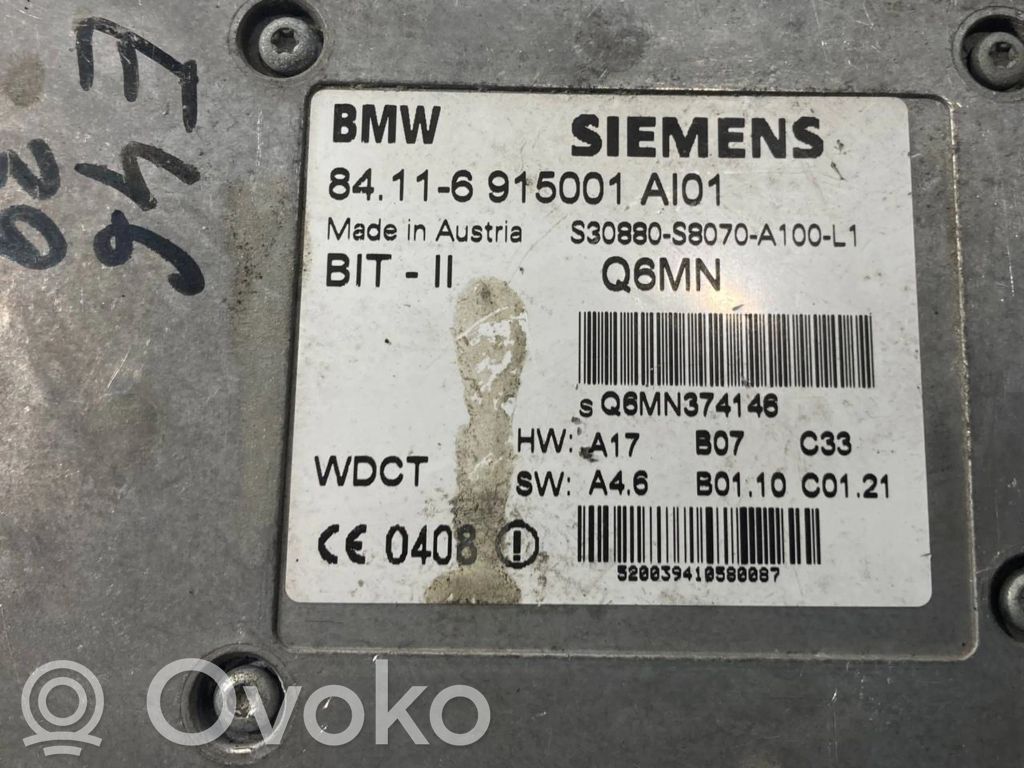 E46
20
BMW SIEMENS
84.11-6 915001 AI01
Made in Austria S30880-S8070-A100-L1
BIT - II Q6MN
s Q6MN374146
HW: A17 B07 C33
WDCT SW: A4.6 B01.10 C01.21
CE 0408
520039410580087
Ovoko